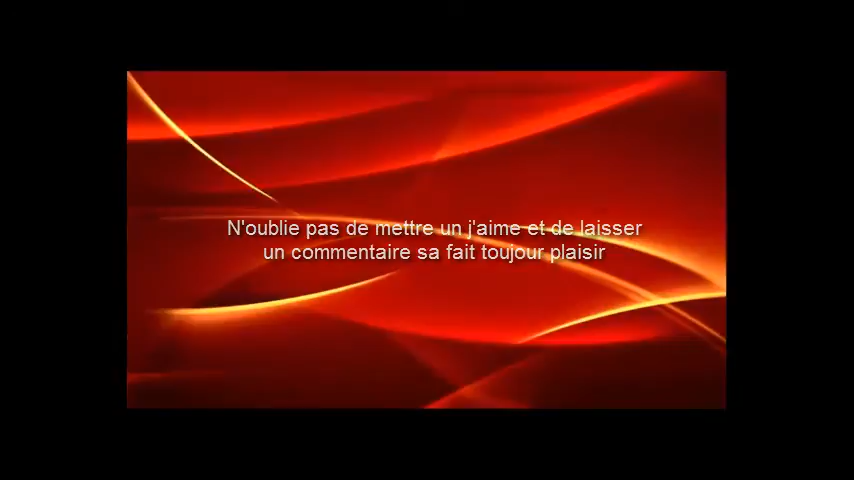 N'oublie pas de mettre un j'aime et de laisser
un commentaire sa fait toujour plaisir